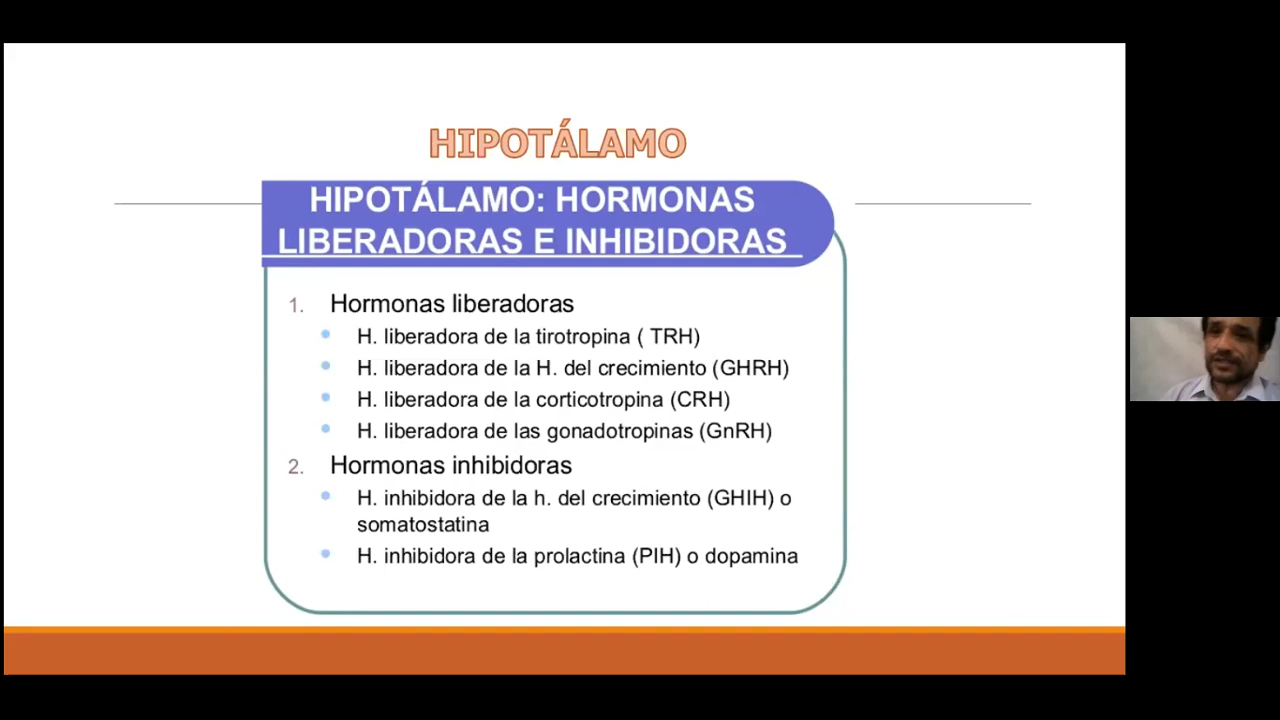 HIPOTÁLAMO
HIPOTÁLAMO: HORMONAS
LIBERADORAS E INHIBIDORAS
1. Hormonas liberadoras
H. liberadora de la tirotropina ( TRH)
H. liberadora de la H. del crecimiento (GHRH)
H. liberadora de la corticotropina (CRH)
H. liberadora de las gonadotropinas (GnRH)
2. Hormonas inhibidoras
H. inhibidora de la h. del crecimiento (GHIH) o
somatostatina
H. inhibidora de la prolactina (PIH) o dopamina